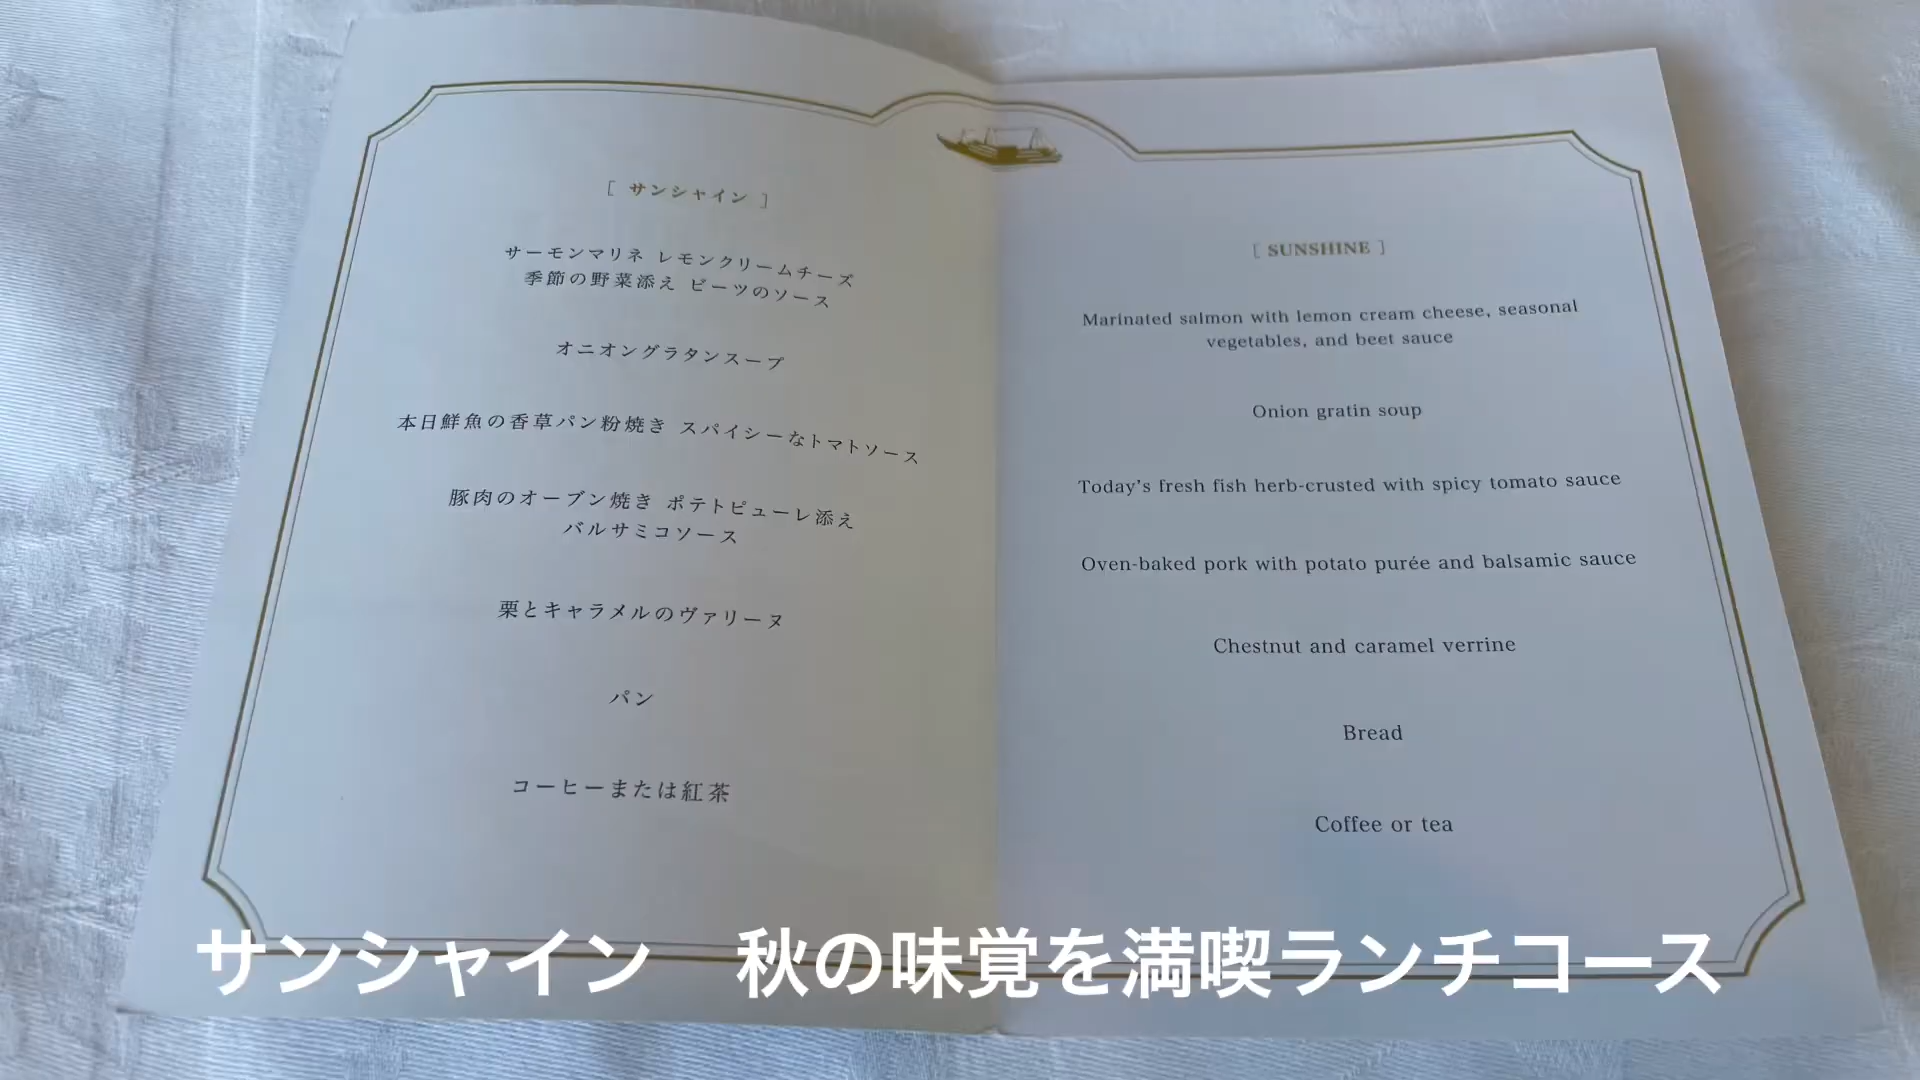 [ サンシャイン ]
サーモンマリネ レモンクリームチーズ
季節の野菜添え ビーツのソース
オニオングラタンスープ
本日鮮魚の香草パン粉焼き スパイシーなトマトソース
豚肉のオーブン焼き ポテトピューレ添え
バルサミコソース
栗とキャラメルのヴァリーヌ
パン
コーヒーまたは紅茶
[ SUNSHINE ]
Marinated salmon with lemon cream cheese, seasonal
vegetables, and beet sauce
Onion gratin soup
Today's fresh fish herb-crusted with spicy tomato sauce
Oven-baked pork with potato purée and balsamic sauce
Chestnut and caramel verrine
Bread
Coffee or tea
サンシャイン　秋の味覚を満喫ランチコース